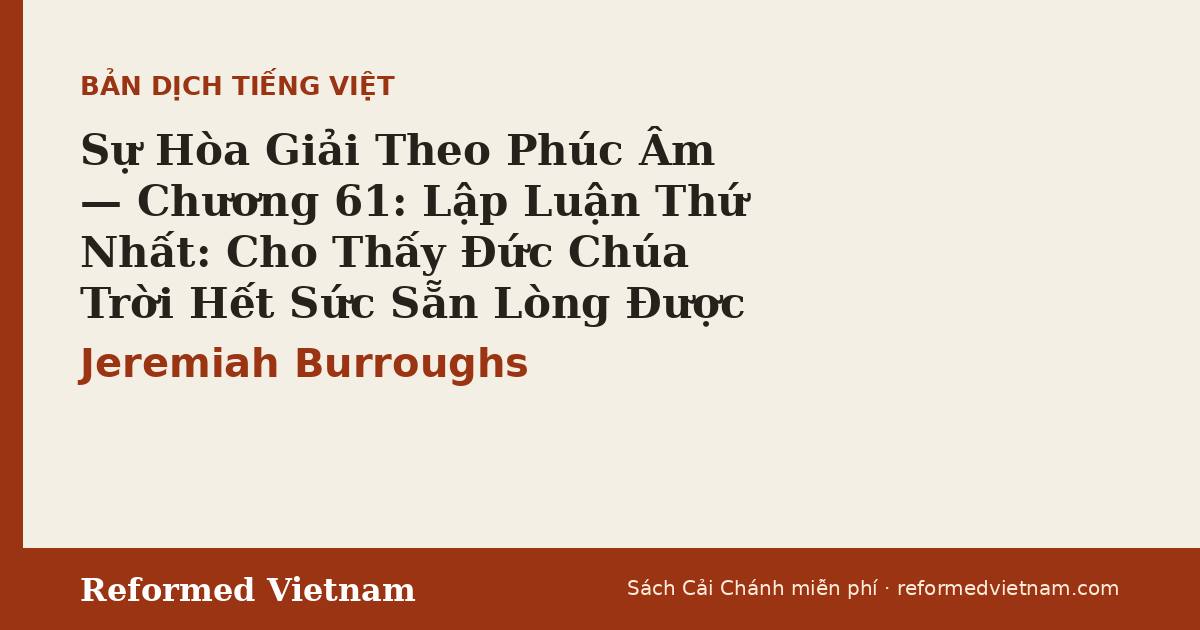 BẢN DỊCH TIẾNG VIỆT
Sự Hòa Giải Theo Phúc Âm
— Chương 61: Lập Luận Thứ
Nhất: Cho Thấy Đức Chúa
Trời Hết Sức Sẵn Lòng Được
Jeremiah Burroughs
Reformed Vietnam
Sách Cải Chánh miễn phí · reformedvietnam.com